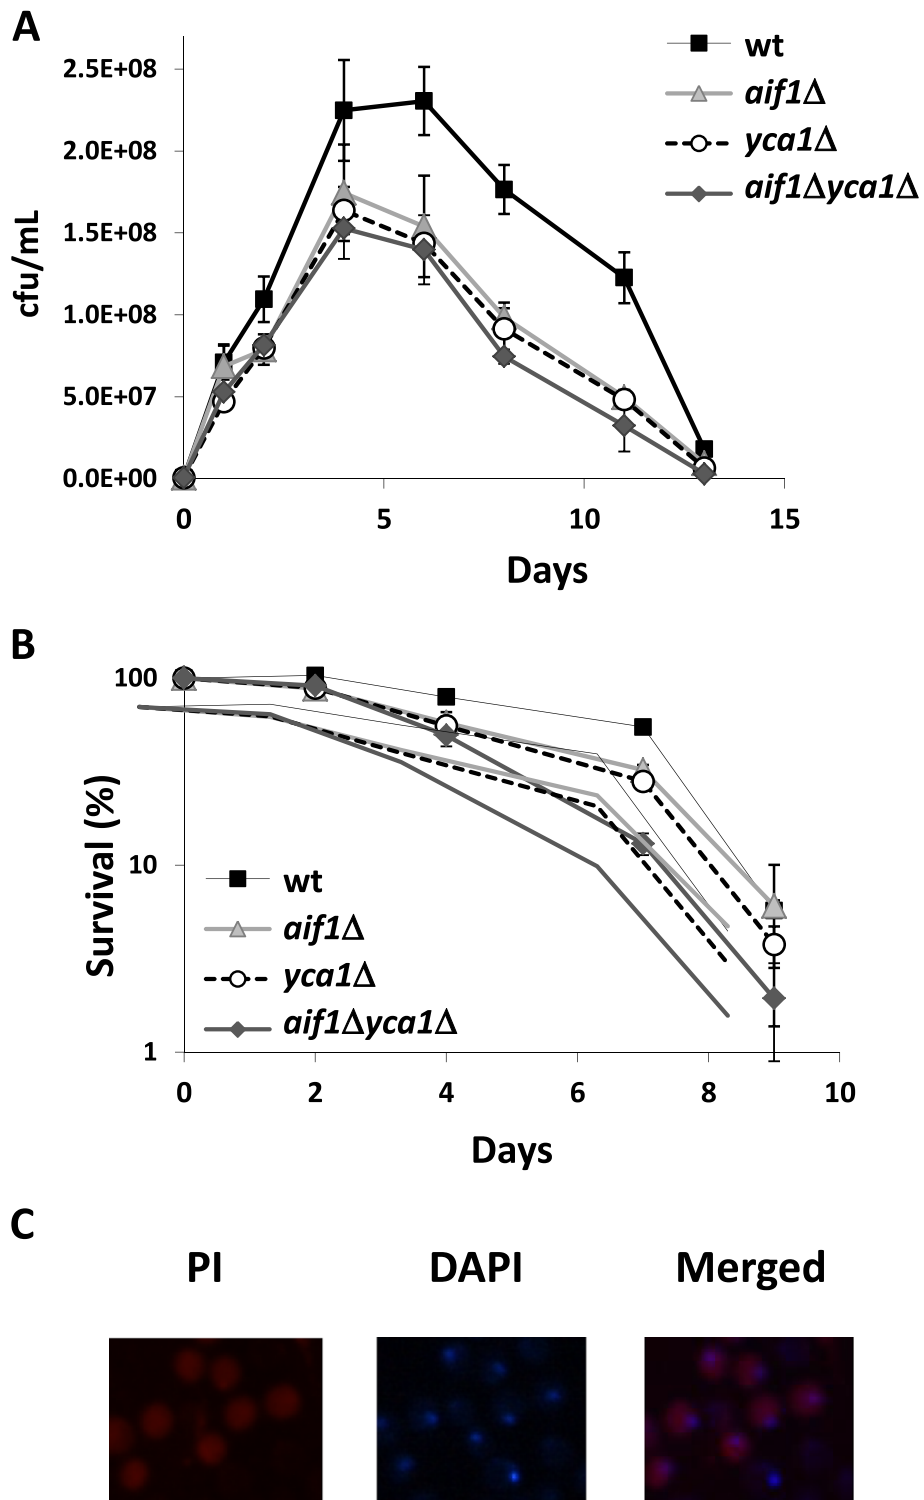 A
wt
aif1Δ
yca1Δ
aif1Δyca1Δ
cfu/mL
2.5E+08
2.0E+08
1.5E+08
1.0E+08
5.0E+07
0.0E+00
0 5 10 15
Days
B
Survival (%)
100
10
1
wt
aif1Δ
yca1Δ
aif1Δyca1Δ
0 2 4 6 8 10
Days
C
PI DAPI Merged